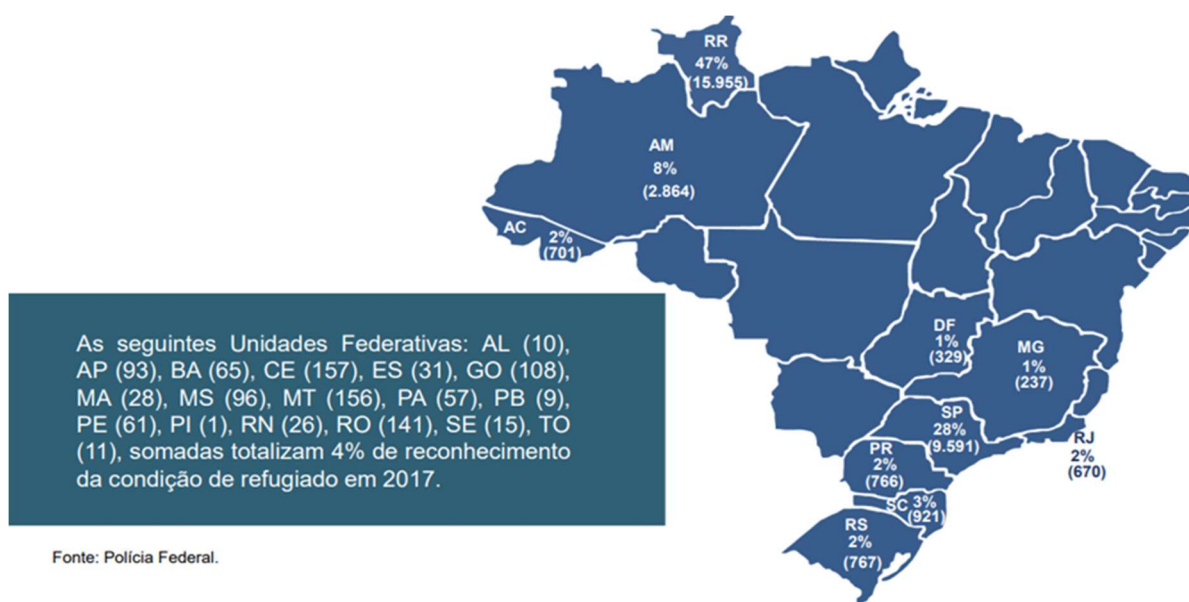 RR
47%
(15.955)
AM
8%
(2.864)
AC
2%
(701)
DF
1%
(329)
MG
1%
(237)
SP
28%
(9.591)
RJ
2%
(670)
PR
2%
(766)
SC
3%
(921)
RS
2%
(767)
As seguintes Unidades Federativas: AL (10),
AP (93), BA (65), CE (157), ES (31), GO (108),
MA (28), MS (96), MT (156), PA (57), PB (9),
PE (61), PI (1), RN (26), RO (141), SE (15), TO
(11), somadas totalizam 4% de reconhecimento
da condição de refugiado em 2017.
Fonte: Polícia Federal.